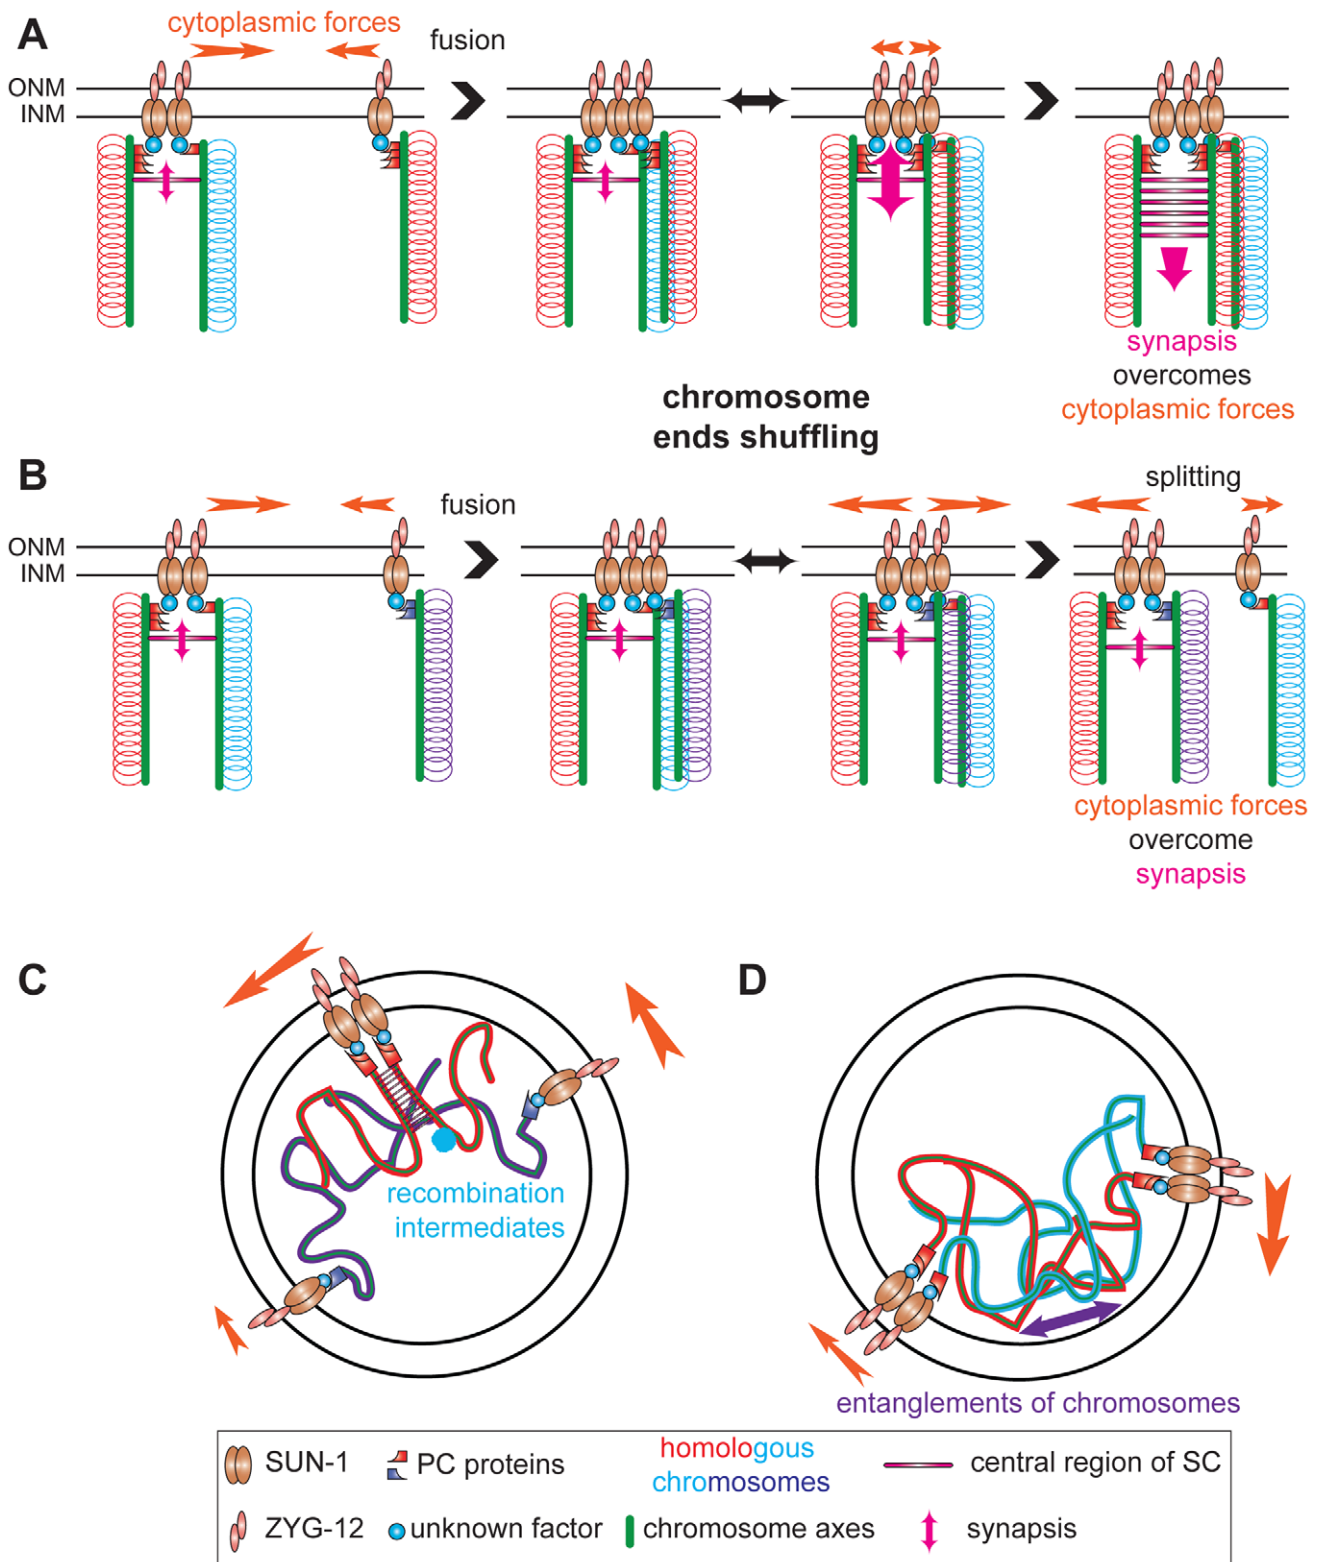 A
cytoplasmic forces
fusion
ONM
INM
synapsis
overcomes
cytoplasmic forces
chromosome
ends shuffling
B
fusion
splitting
ONM
INM
cytoplasmic forces
overcome
synapsis
C
D
recombination
intermediates
entanglements of chromosomes
SUN-1
PC proteins
homologous
chromosomes
central region of SC
ZYG-12
unknown factor
chromosome axes
synapsis